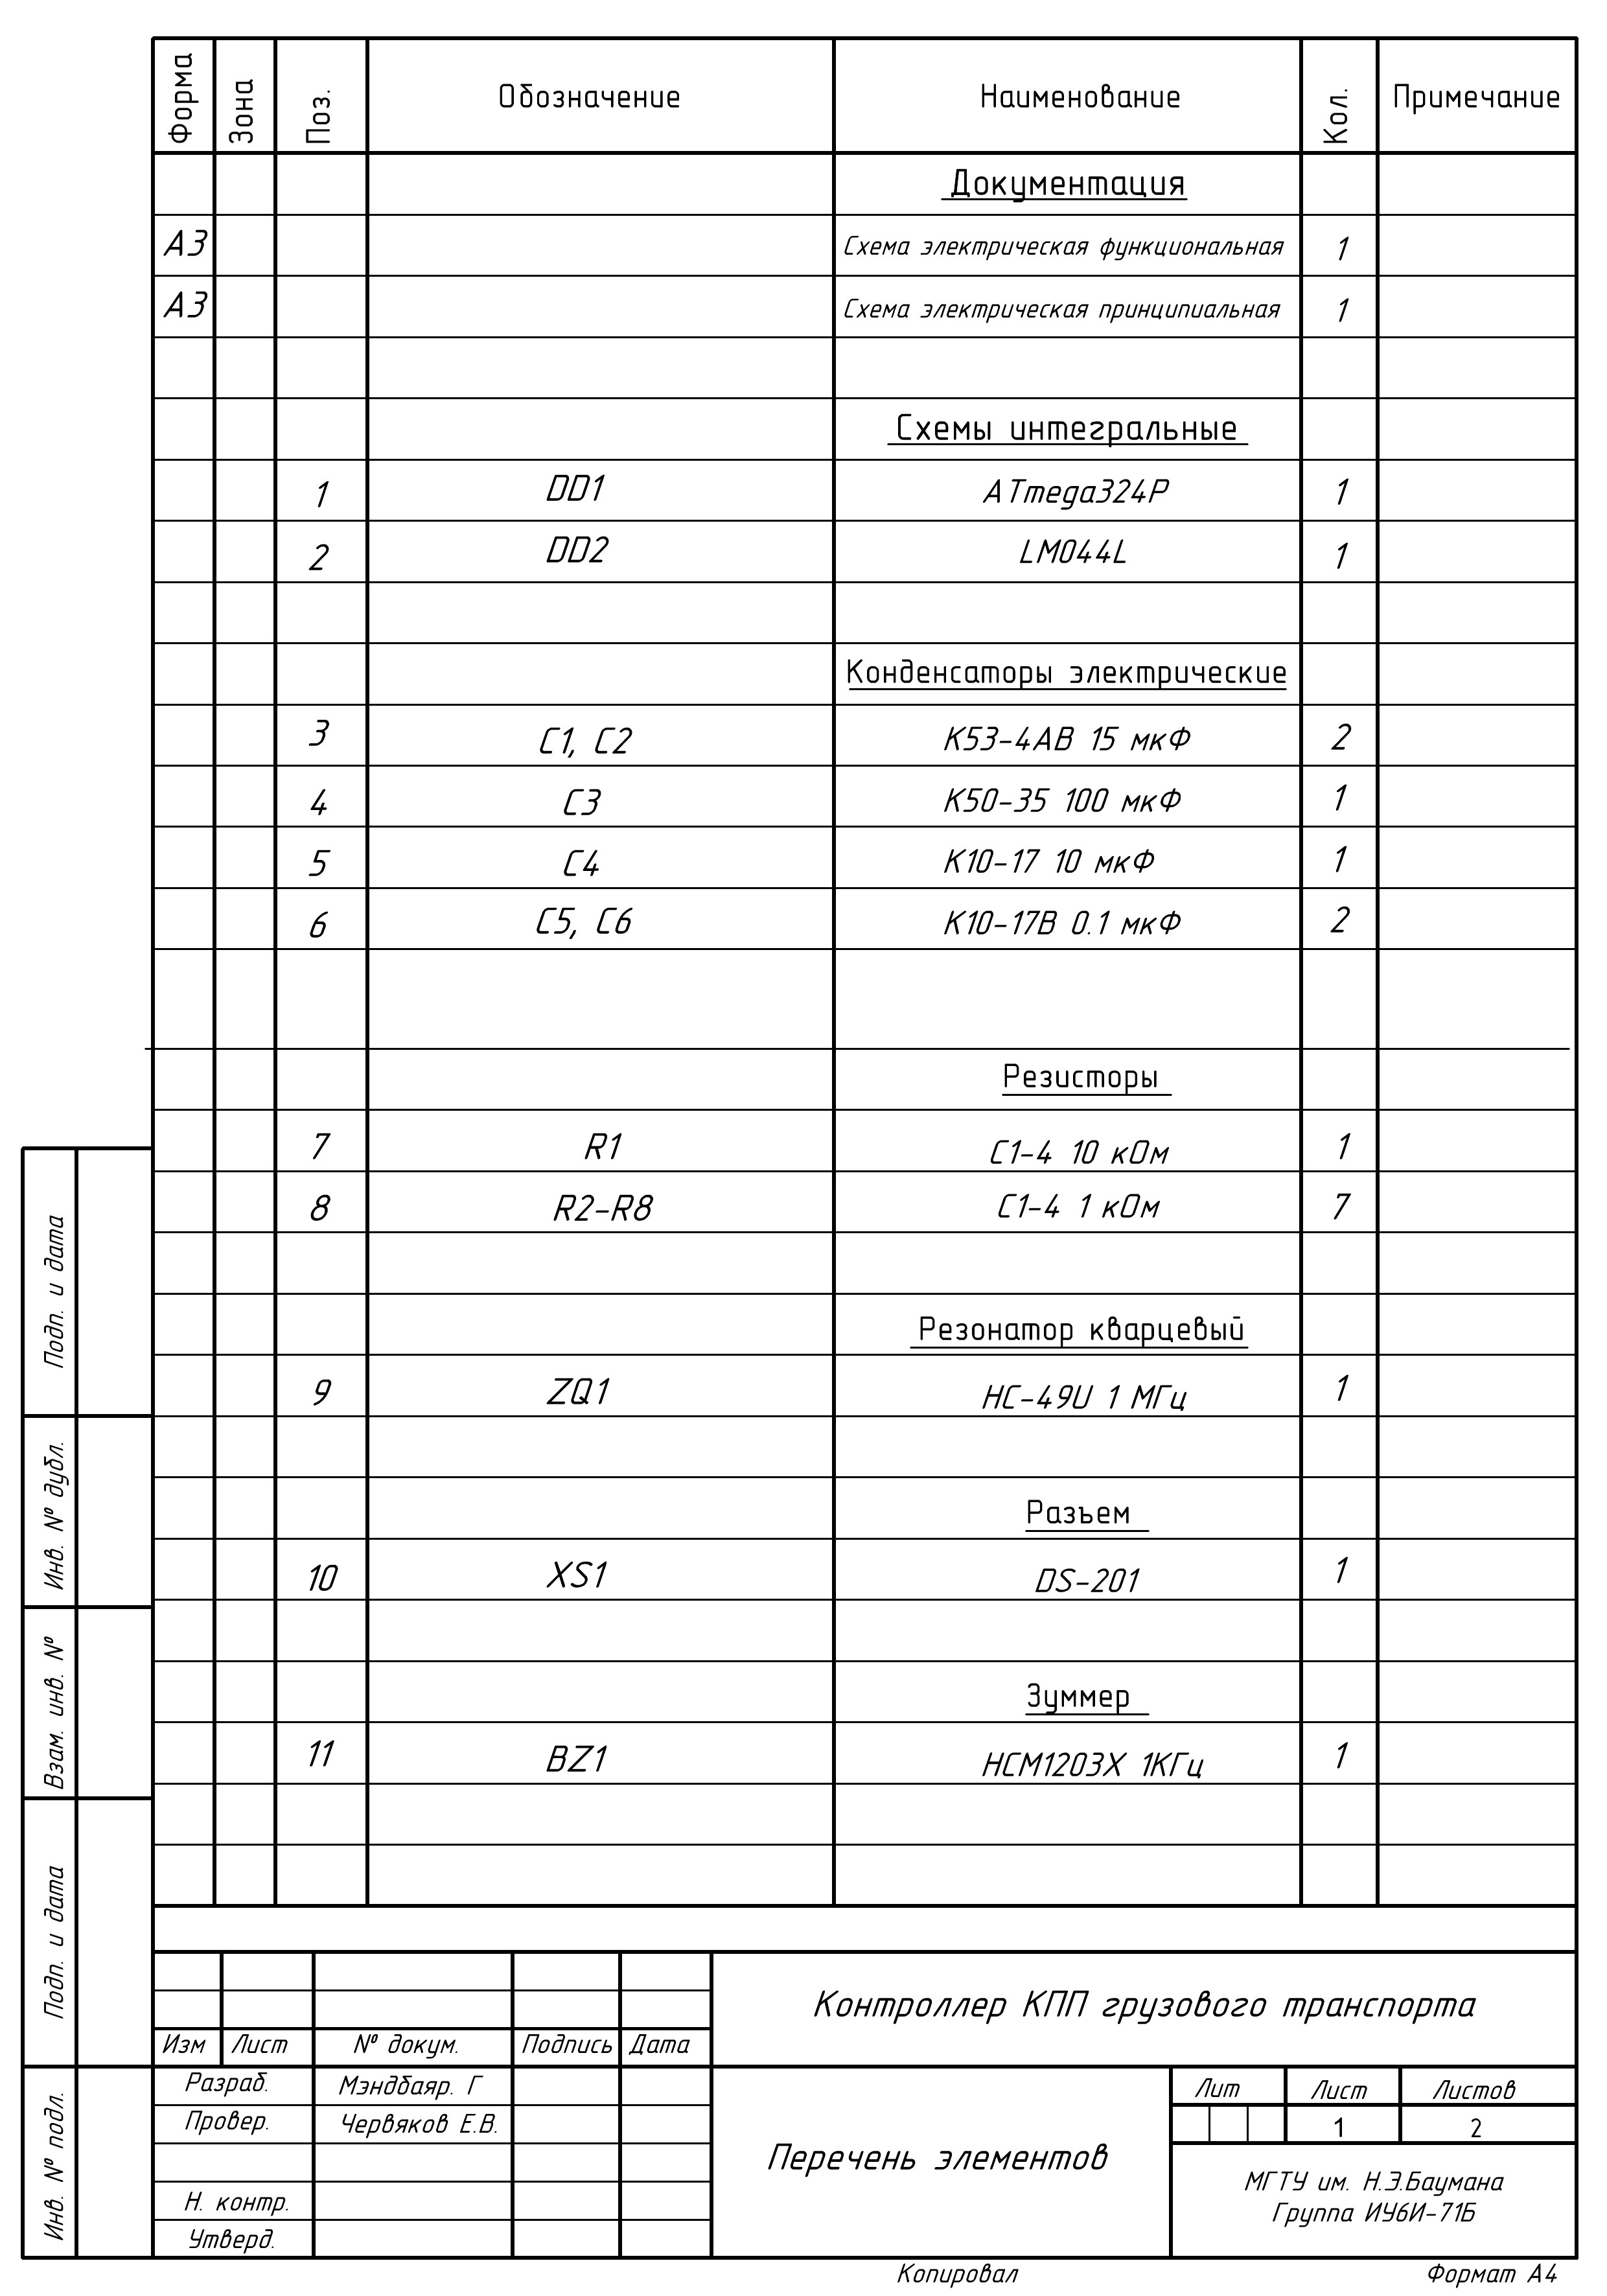 Форма Зона Поз. Обозначение Наименование Кол. Примечание
Документация
А3 Схема электрическая функциональная 1
А3 Схема электрическая принципиальная 1
Схемы интегральные
1 DD1 ATmega324P 1
2 DD2 LM044L 1
Конденсаторы электрические
3 С1, С2 К53-4АВ 15 мкФ 2
4 С3 К50-35 100 мкФ 1
5 С4 К10-17 10 мкФ 1
6 С5, С6 К10-17В 0.1 мкФ 2
Резисторы
7 R1 С1-4 10 кОм 1
8 R2-R8 С1-4 1 кОм 7
Резонатор кварцевый
9 ZQ1 HC-49U 1 МГц 1
Разъем
10 XS1 DS-201 1
Зуммер
11 BZ1 HCM1203X 1КГц 1
Подп. и дата
Инв. № дубл.
Взам. инв. №
Подп. и дата
Инв. № подл.
Контроллер КПП грузового транспорта
Изм Лист № докум. Подпись Дата
Разраб. Мэндбаяр. Г
Провер. Червяков Е.В.
Н. контр.
Утверд.
Перечень элементов
Лит Лист Листов
1 2
МГТУ им. Н.Э.Баумана
Группа ИУ6И-71Б
Копировал Формат А4